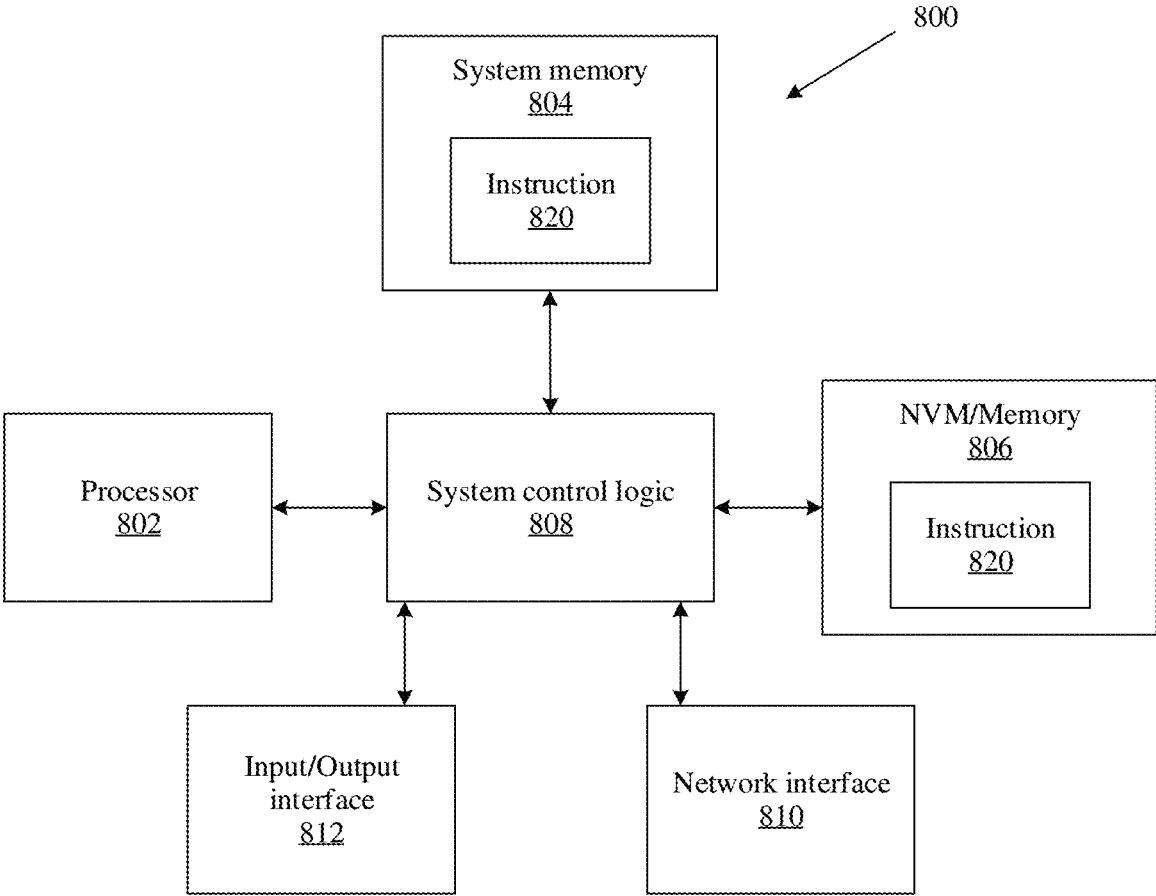 800
System memory
804
Instruction
820
Processor
802
System control logic
808
NVM/Memory
806
Instruction
820
Input/Output
interface
812
Network interface
810